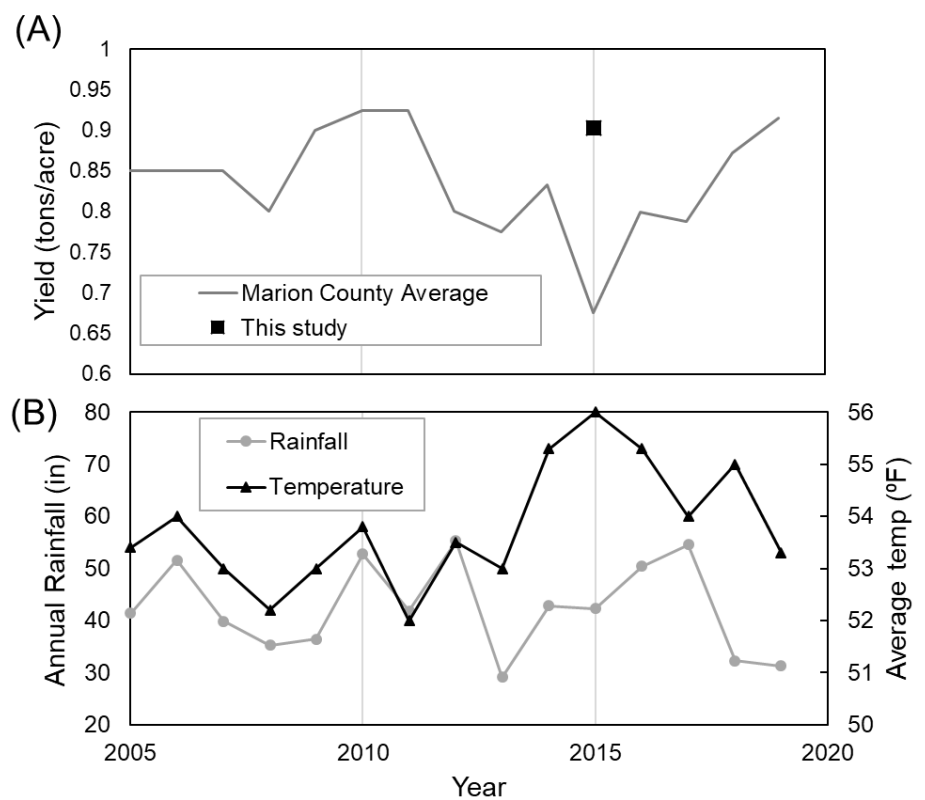 (A)
Yield (tons/acre)
1
0.95
0.9
0.85
0.8
0.75
0.7
0.65
0.6
Marion County Average
This study
(B)
Annual Rainfall (in)
80
70
60
50
40
30
20
Rainfall
Temperature
56
55
54
53
52
51
50
Average temp (ºF)
2005
2010
2015
2020
Year